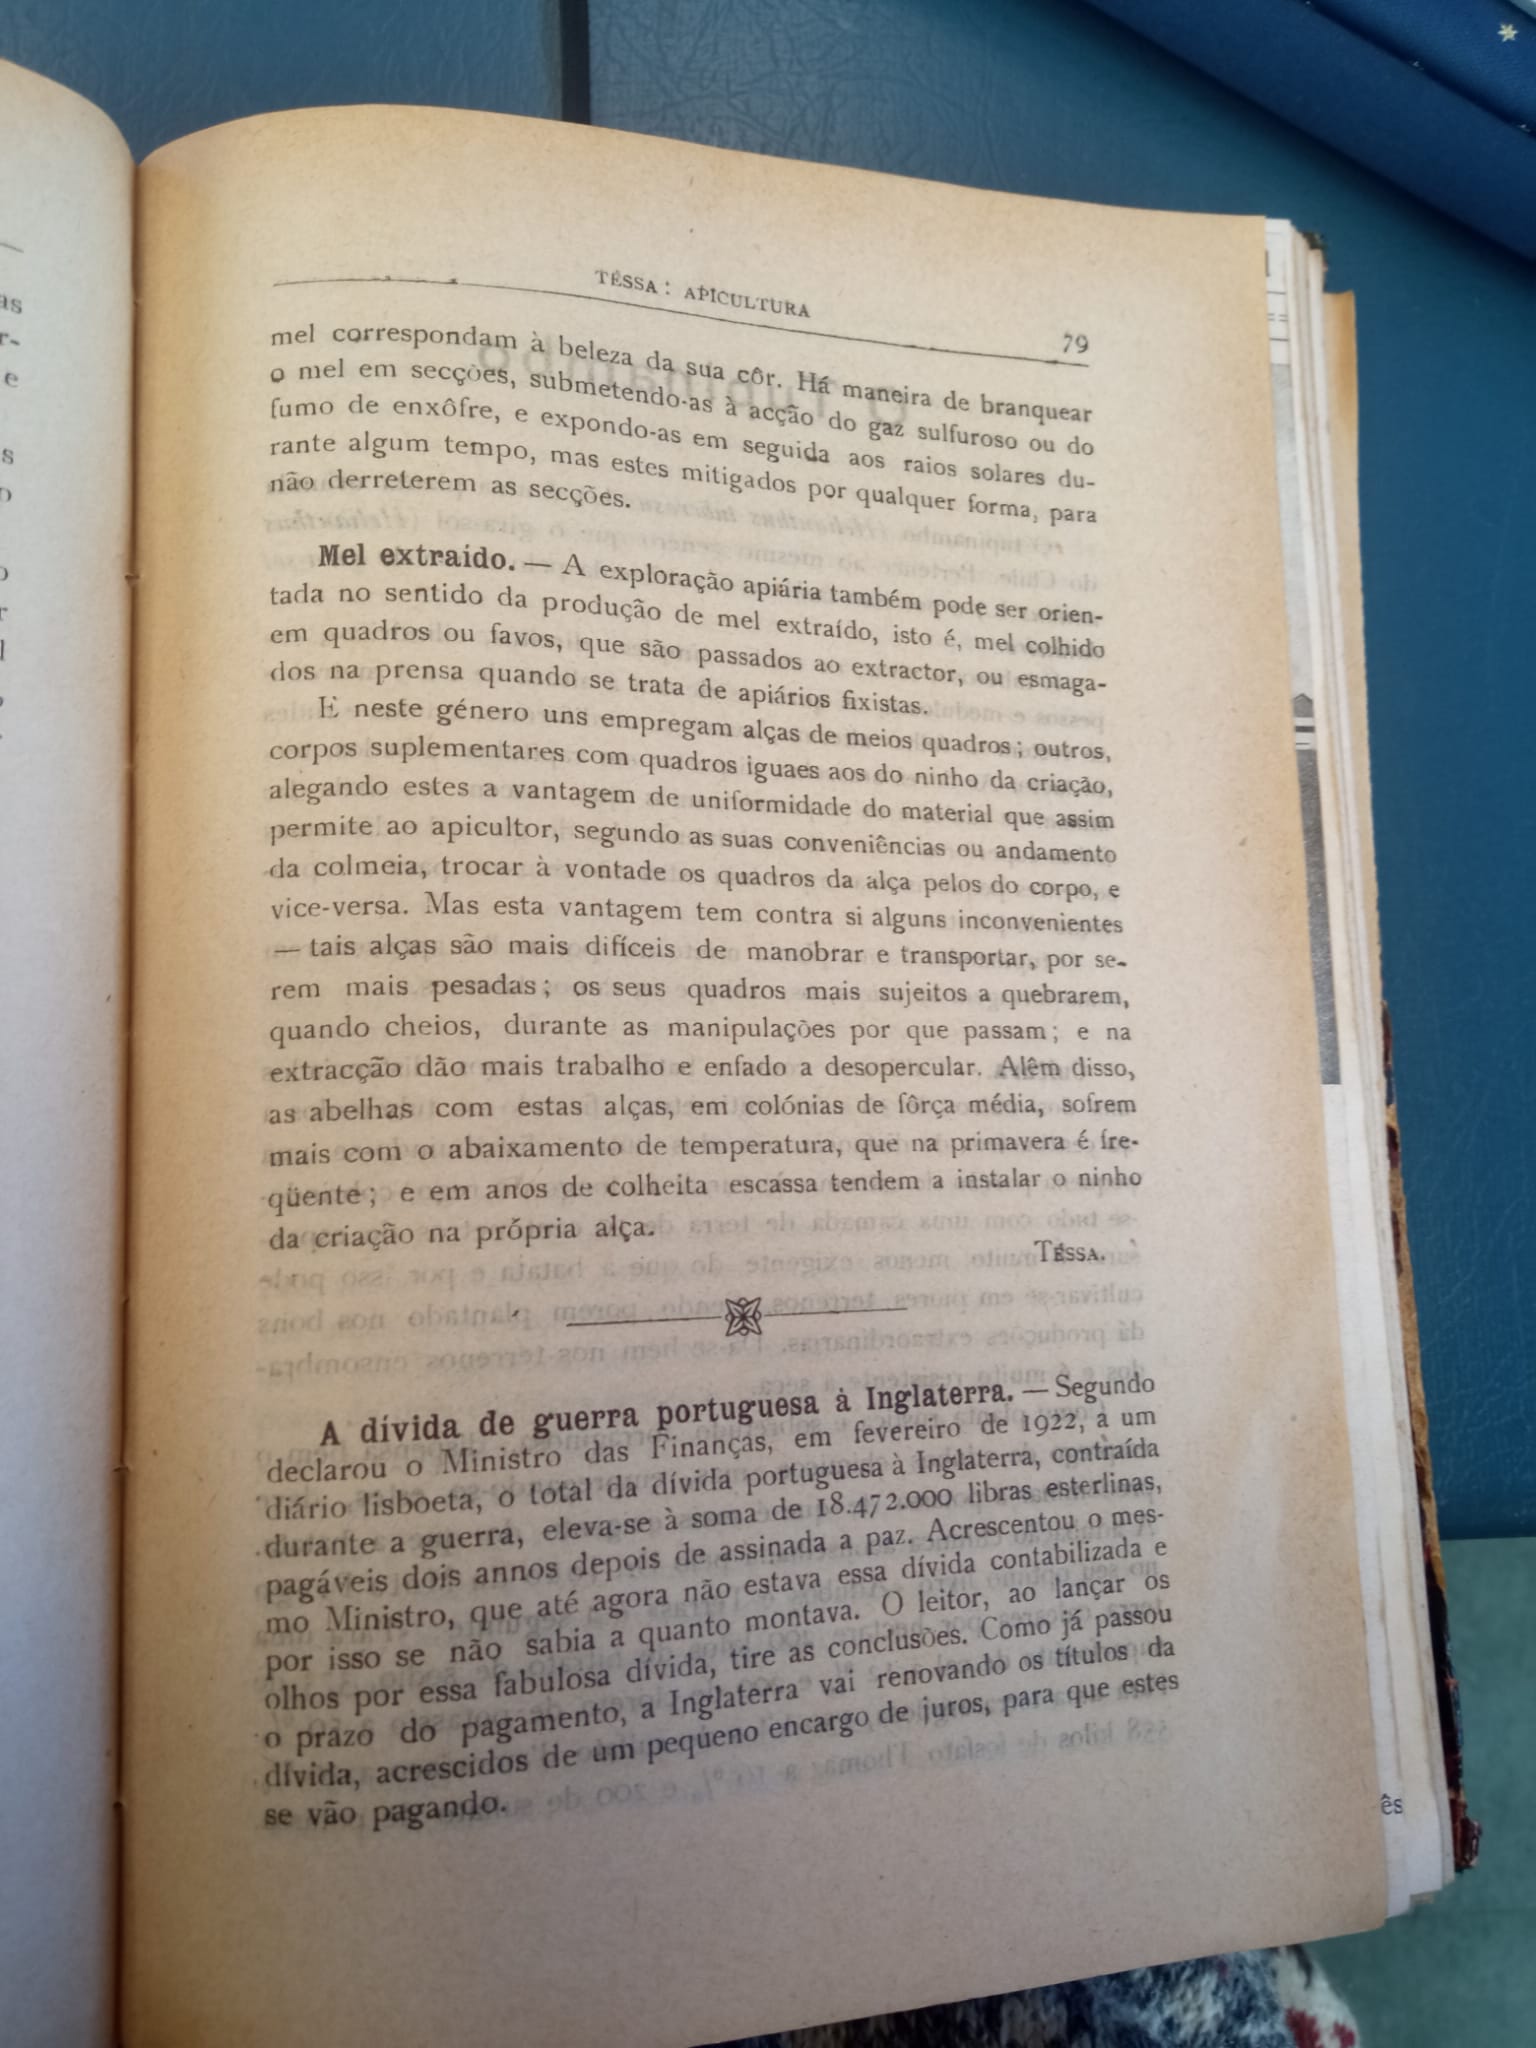 TÉSSA: APICULTURA
79
mel correspondam à beleza da sua côr. Há maneira de branquear
o mel em secções, submetendo-as à acção do gaz sulfuroso ou do
fumo de enxôfre, e expondo-as em seguida aos raios solares du-
rante algum tempo, mas estes mitigados por qualquer forma, para
não derreterem as secções.
Mel extraido. — A exploração apiária também pode ser orien-
tada no sentido da produção de mel extraído, isto é, mel colhido
em quadros ou favos, que são passados ao extractor, ou esmaga-
dos na prensa quando se trata de apiários fixistas.
E neste género uns empregam alças de meios quadros; outros,
corpos suplementares com quadros iguaes aos do ninho da criação,
alegando estes a vantagem de uniformidade do material que assim
permite ao apicultor, segundo as suas conveniências ou andamento
da colmeia, trocar à vontade os quadros da alça pelos do corpo, e
vice-versa. Mas esta vantagem tem contra si alguns inconvenientes
— tais alças são mais difíceis de manobrar e transportar, por se-
rem mais pesadas; os seus quadros mais sujeitos a quebrarem,
quando cheios, durante as manipulações por que passam; e na
extracção dão mais trabalho e enfado a desopercular. Alêm disso,
as abelhas com estas alças, em colónias de fôrça média, sofrem
mais com o abaixamento de temperatura, que na primavera é fre-
qüente; e em anos de colheita escassa tendem a instalar o ninho
da criação na própria alça.
TÉSSA.
A dívida de guerra portuguesa à Inglaterra. — Segundo
declarou o Ministro das Finanças, em fevereiro de 1922, a um
diário lisboeta, o total da dívida portuguesa à Inglaterra, contraída
durante a guerra, eleva-se à soma de 18.472.000 libras esterlinas,
pagáveis dois annos depois de assinada a paz. Acrescentou o mes-
mo Ministro, que até agora não estava essa dívida contabilizada e
por isso se não sabia a quanto montava. O leitor, ao lançar os
olhos por essa fabulosa dívida, tire as conclusões. Como já passou
o prazo do pagamento, a Inglaterra vai renovando os títulos da
dívida, acrescidos de um pequeno encargo de juros, para que estes
se vão pagando.
ês